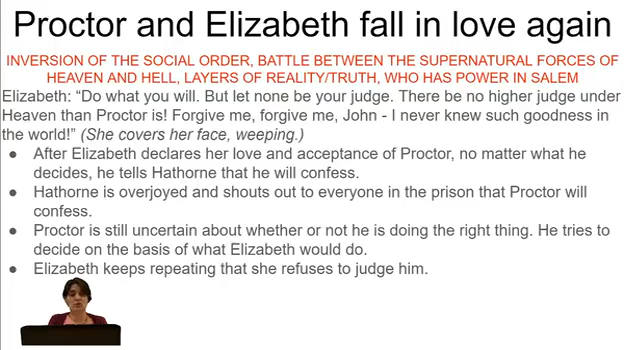 Proctor and Elizabeth fall in love again
INVERSION OF THE SOCIAL ORDER, BATTLE BETWEEN THE SUPERNATURAL FORCES OF
HEAVEN AND HELL, LAYERS OF REALITY/TRUTH, WHO HAS POWER IN SALEM
Elizabeth: “Do what you will. But let none be your judge. There be no higher judge under
Heaven than Proctor is! Forgive me, forgive me, John - I never knew such goodness in
the world!” (She covers her face, weeping.)
● After Elizabeth declares her love and acceptance of Proctor, no matter what he
decides, he tells Hathorne that he will confess.
● Hathorne is overjoyed and shouts out to everyone in the prison that Proctor will
confess.
● Proctor is still uncertain about whether or not he is doing the right thing. He tries to
decide on the basis of what Elizabeth would do.
● Elizabeth keeps repeating that she refuses to judge him.